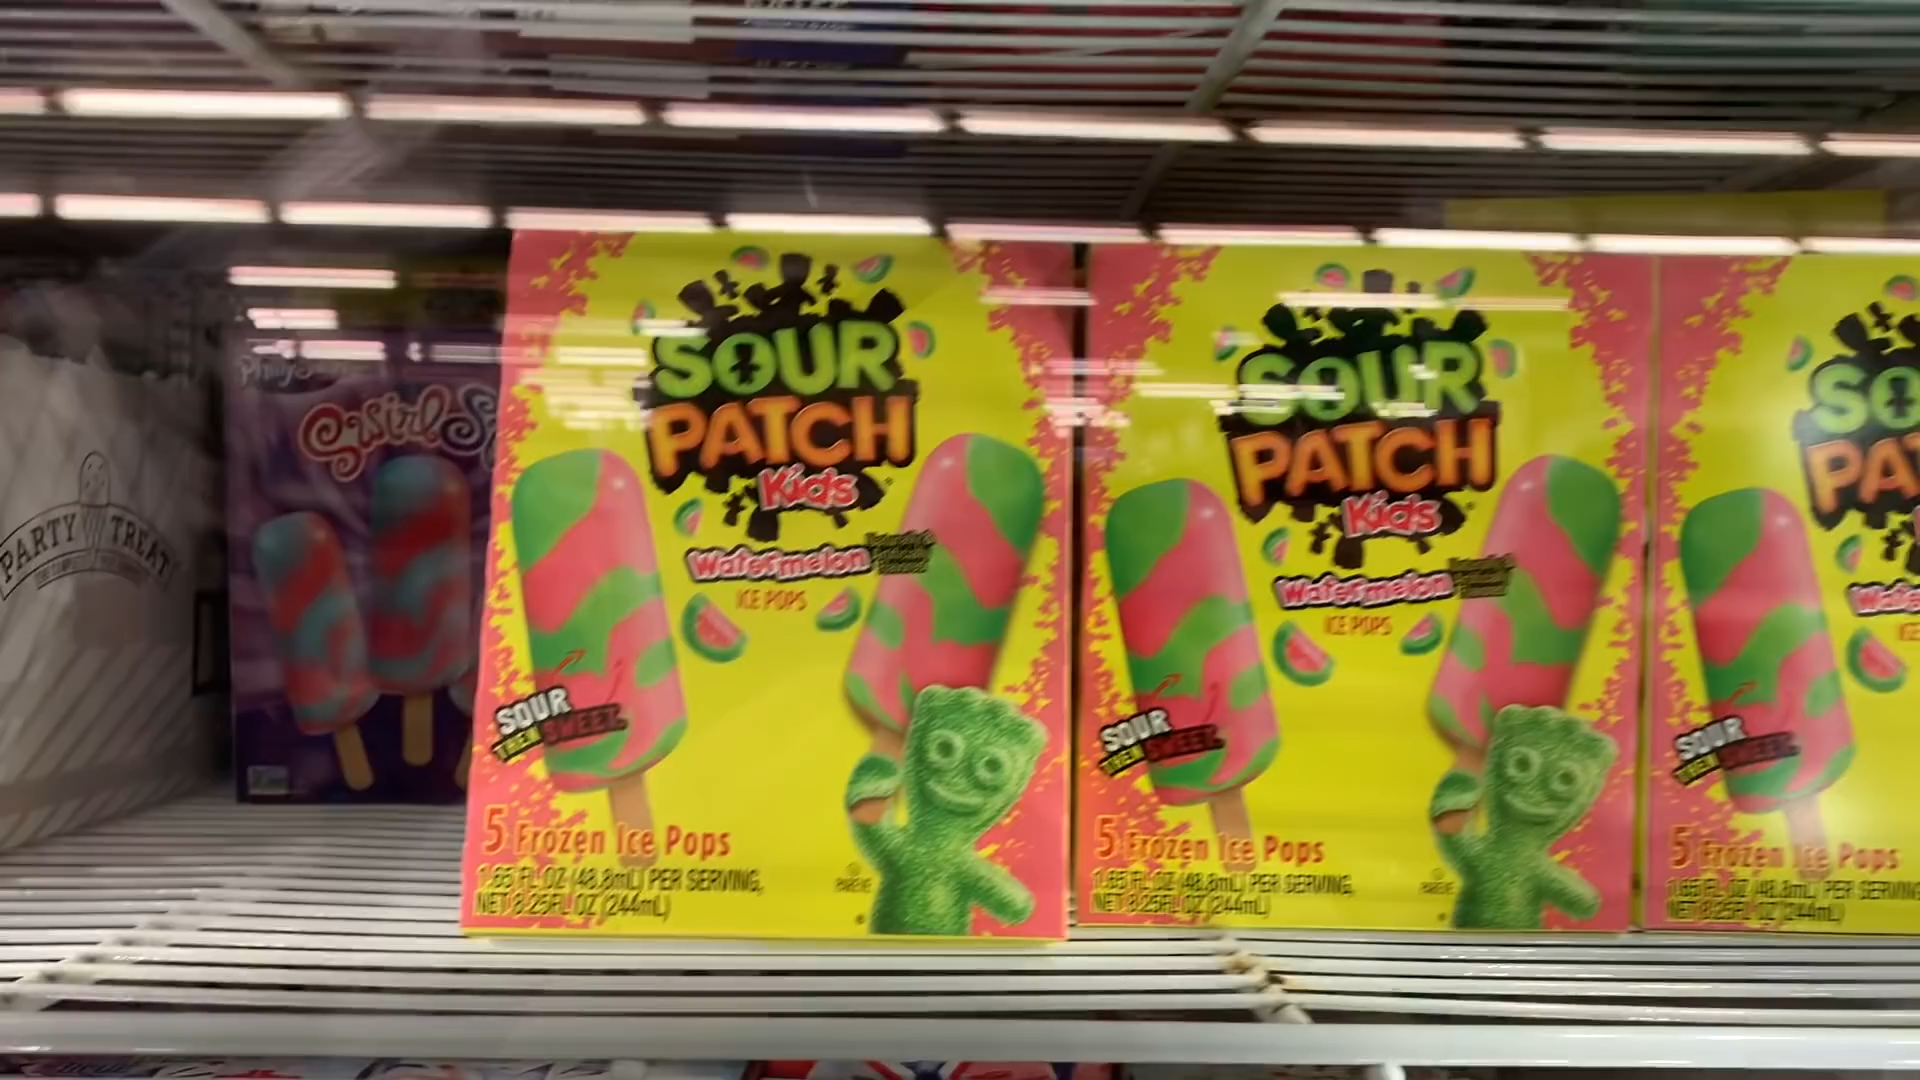 PARTY TREAT
Swirl S
SOUR
PATCH
Kids
Watermelon
ICE POPS
SOUR
THEN SWEET.
5 Frozen Ice Pops
1.65 FL OZ (48.8mL) PER SERVING,
NET 8.25FL OZ (244mL)
PAREVE
SOUR
PATCH
Kids
Watermelon
ICE POPS
SOUR
THEN SWEET.
5 Frozen Ice Pops
1.65 FL OZ (48.8mL) PER SERVING,
NET 8.25FL OZ (244mL)
PAREVE
SO
PA
Wate
ICE
SOUR
THEN SWEET.
5 Frozen Ice Pops
1.65 FL OZ (48.8mL) PER SERVING
NET 8.25FL OZ (244mL)